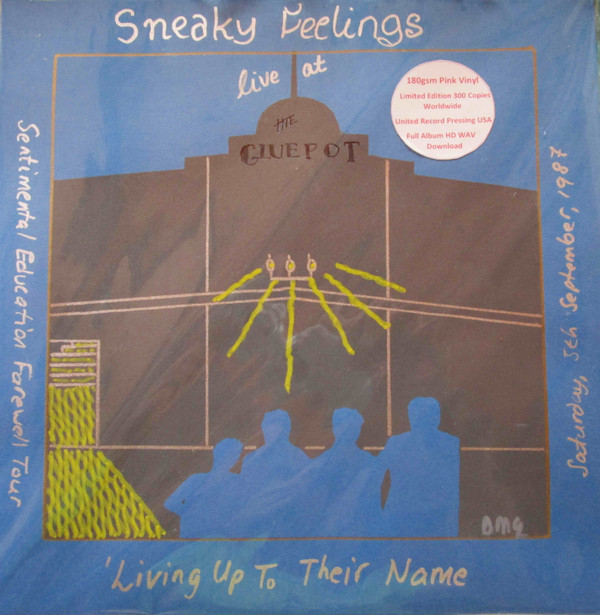 Sneaky Feelings
live at
THE
GLUEPOT
180gsm Pink Vinyl
Limited Edition 300 Copies
Worldwide
United Record Pressing USA
Full Album HD WAV
Download
Sentimental Education Farewell Tour
Saturday, 5th September, 1987
DMG
'Living Up To Their Name